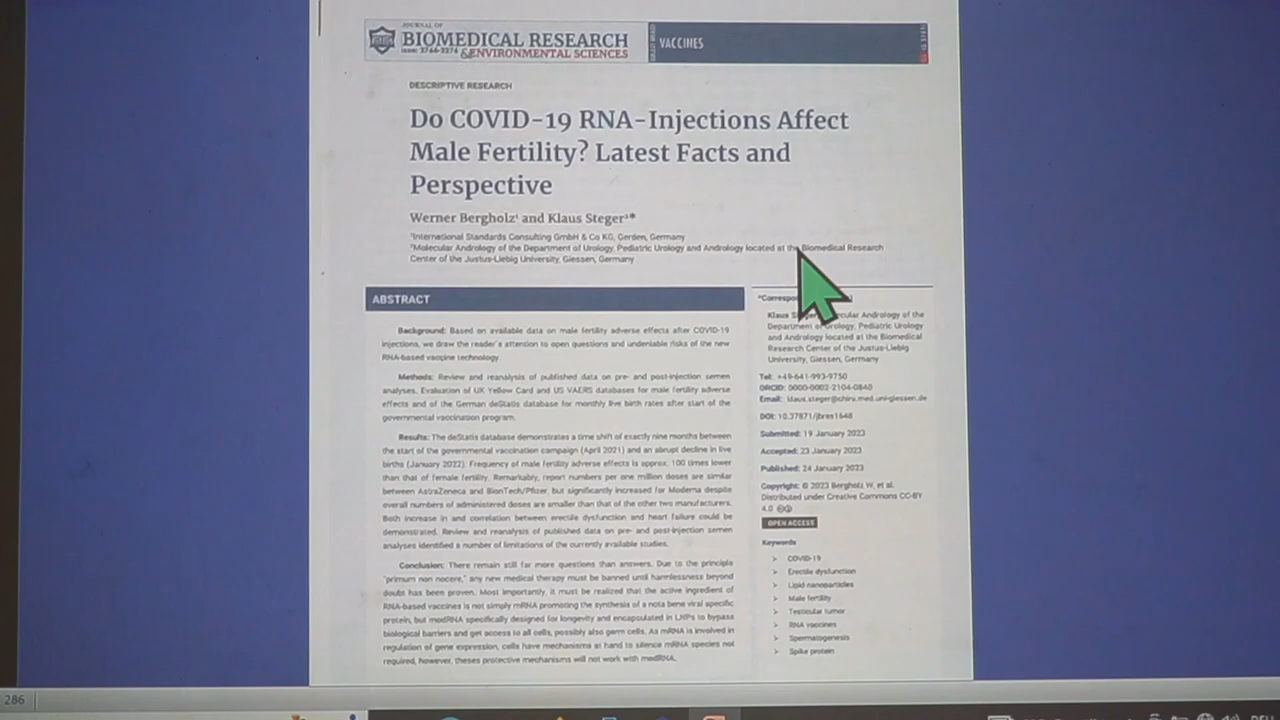 JOURNAL OF
BIOMEDICAL RESEARCH
ISSN: 2766-2276 &ENVIRONMENTAL SCIENCES
VACCINES
DESCRIPTIVE RESEARCH
Do COVID-19 RNA-Injections Affect
Male Fertility? Latest Facts and
Perspective
Werner Bergholz¹ and Klaus Steger²*
¹International Standards Consulting GmbH & Co KG, Gerden, Germany
²Molecular Andrology of the Department of Urology, Pediatric Urology and Andrology located at the Biomedical Research
Center of the Justus-Liebig University, Giessen, Germany
ABSTRACT
Background: Based on available data on male fertility adverse effects after COVID-19
injections, we draw the reader's attention to open questions and undeniable risks of the new
RNA-based vaccine technology.
Methods: Review and reanalysis of published data on pre- and post-injection semen
analyses. Evaluation of UK Yellow Card and US VAERS databases for male fertility adverse
effects and of the German deStatis database for monthly live birth rates after start of the
governmental vaccination program.
Results: The deStatis database demonstrates a time shift of exactly nine months between
the start of the governmental vaccination campaign (April 2021) and an abrupt decline in live
births (January 2022). Frequency of male fertility adverse effects is approx. 100 times lower
than that of female fertility. Remarkably, report numbers per one million doses are similar
between AstraZeneca and BionTech/Pfizer, but significantly increased for Moderna despite
overall numbers of administered doses are smaller than that of the other two manufacturers.
Both increase in and correlation between erectile dysfunction and heart failure could be
demonstrated. Review and reanalysis of published data on pre- and post-injection semen
analyses identified a number of limitations of the currently available studies.
Conclusion: There remain still far more questions than answers. Due to the principle
"primum non nocere," any new medical therapy must be banned until harmlessness beyond
doubt has been proven. Most importantly, it must be realized that the active ingredient of
RNA-based vaccines is not simply mRNA promoting the synthesis of a nota bene viral specific
protein, but modRNA specifically designed for longevity and encapsulated in LNPs to bypass
biological barriers and get access to all cells, possibly also germ cells. As mRNA is involved in
regulation of gene expression, cells have mechanisms at hand to silence mRNA species not
required, however, theses protective mechanisms will not work with modRNA.
*Correspo
Klaus S cular Andrology of the
Department of Urology, Pediatric Urology
and Andrology located at the Biomedical
Research Center of the Justus-Liebig
University, Giessen, Germany
Tel: +49-641-993-9750
ORCID: 0000-0002-2104-0840
Email: klaus.steger@chiru.med.uni-giessen.de
DOI: 10.37871/jbres1648
Submitted: 19 January 2023
Accepted: 23 January 2023
Published: 24 January 2023
Copyright: © 2023 Bergholz W, et al.
Distributed under Creative Commons CC-BY
4.0
OPEN ACCESS
Keywords
➢ COVID-19
➢ Erectile dysfunction
➢ Lipid nanoparticles
➢ Male fertility
➢ Testicular tumor
➢ RNA vaccines
➢ Spermatogenesis
➢ Spike protein
286